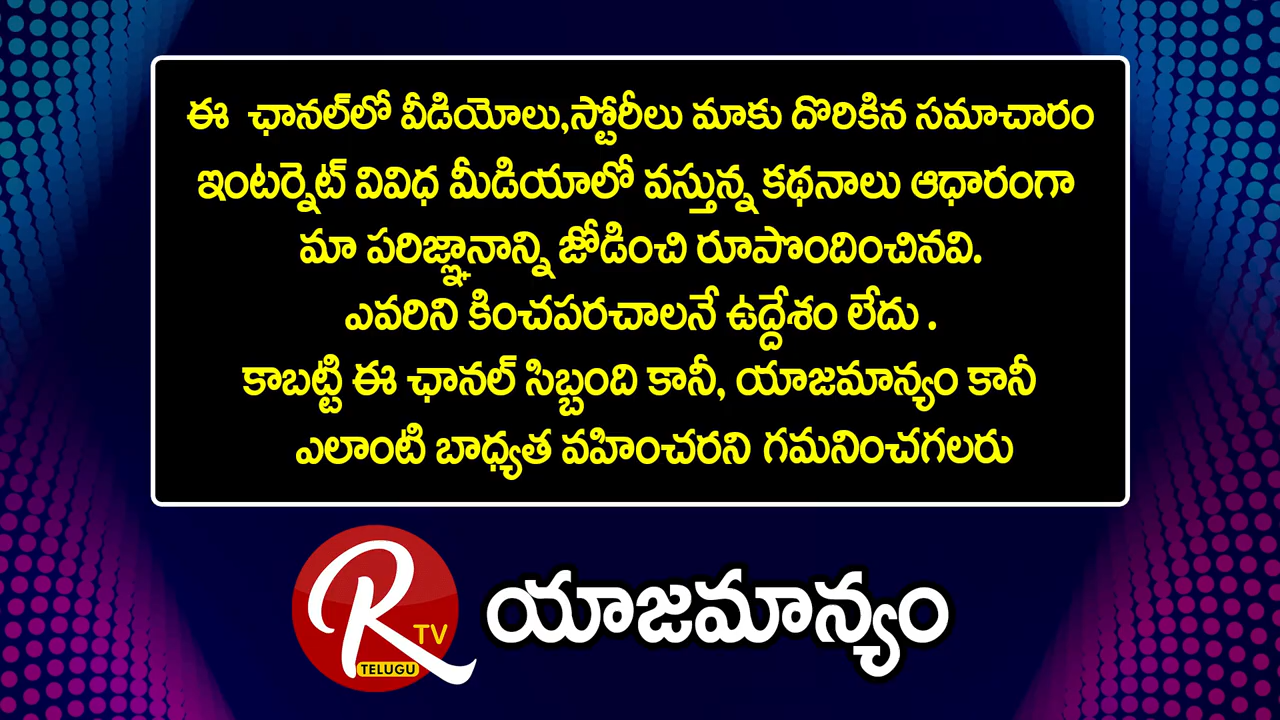 ఈ ఛానల్‌లో వీడియోలు,స్టోరీలు మాకు దొరికిన సమాచారం
ఇంటర్నెట్ వివిధ మీడియాలో వస్తున్న కథనాలు ఆధారంగా
మా పరిజ్ఞానాన్ని జోడించి రూపొందించినవి.
ఎవరిని కించపరచాలనే ఉద్దేశం లేదు .
కాబట్టి ఈ ఛానల్ సిబ్బంది కానీ, యాజమాన్యం కానీ
ఎలాంటి బాధ్యత వహించరని గమనించగలరు
R TV
TELUGU
యాజమాన్యం